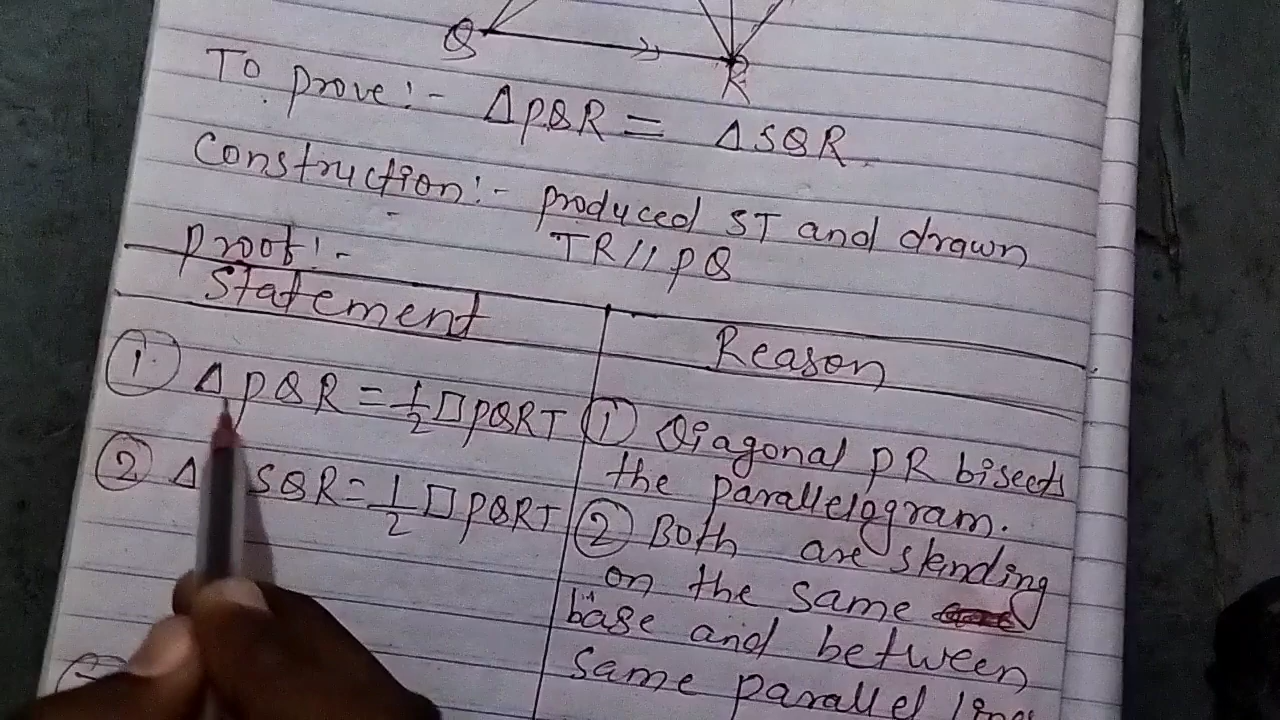 Q
R
To prove:- ΔPQR = ΔSQR.
Construction:- produced ST and drawn
TR//PQ
Proof:-
Statement
Reason
① ΔPQR = 1/2 □PQRT
② Δ SQR = 1/2 □PQRT
① Diagonal PR bisects
the parallelogram.
② Both are stending
on the same
base and between
same parallel lines